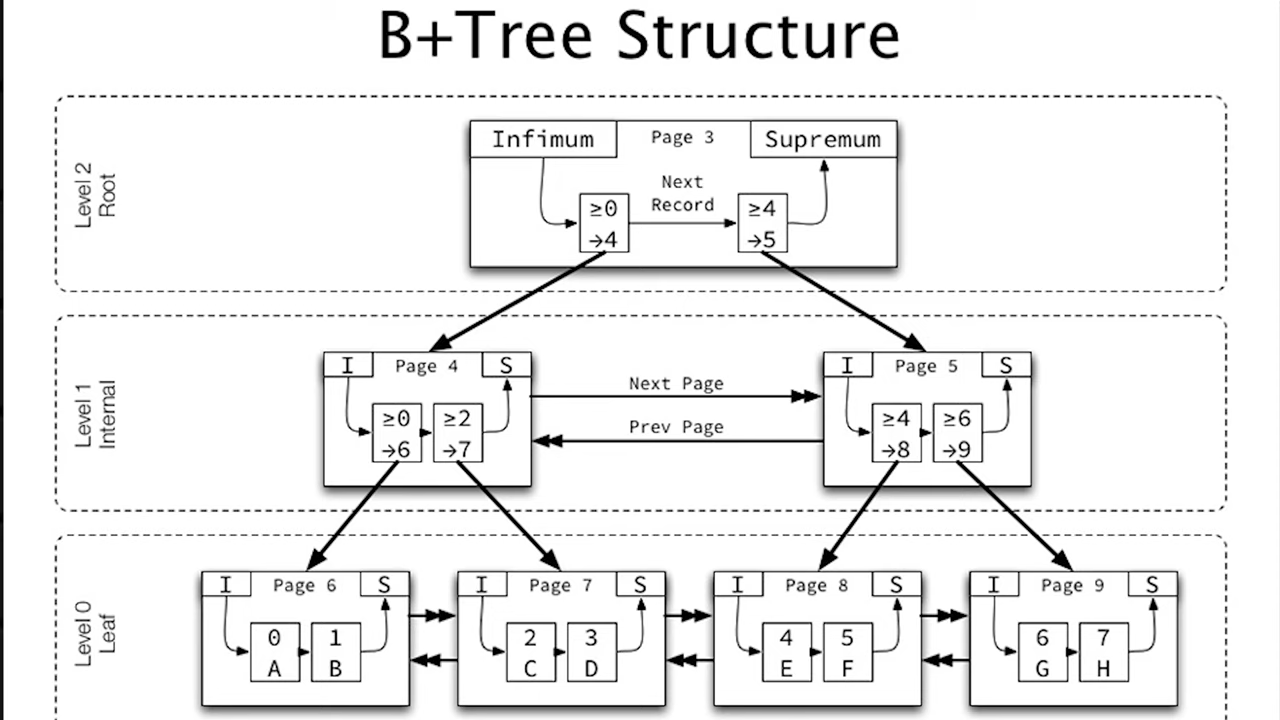 B+Tree Structure
Level 2
Root
Infimum
Page 3
Supremum
Next
Record
≥0
→4
≥4
→5
Level 1
Internal
I
Page 4
S
≥0
→6
≥2
→7
Next Page
Prev Page
I
Page 5
S
≥4
→8
≥6
→9
Level 0
Leaf
I
Page 6
S
0
A
1
B
I
Page 7
S
2
C
3
D
I
Page 8
S
4
E
5
F
I
Page 9
S
6
G
7
H